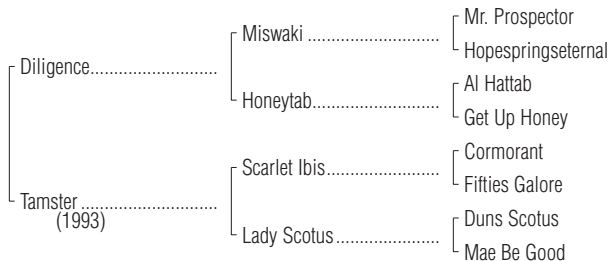 Mr. Prospector
Miswaki ............................
Hopespringseternal
Diligence...........................
Al Hattab
Honeytab...........................
Get Up Honey
Cormorant
Scarlet Ibis........................
Fifties Galore
Tamster .............................
(1993)
Duns Scotus
Lady Scotus......................
Mae Be Good